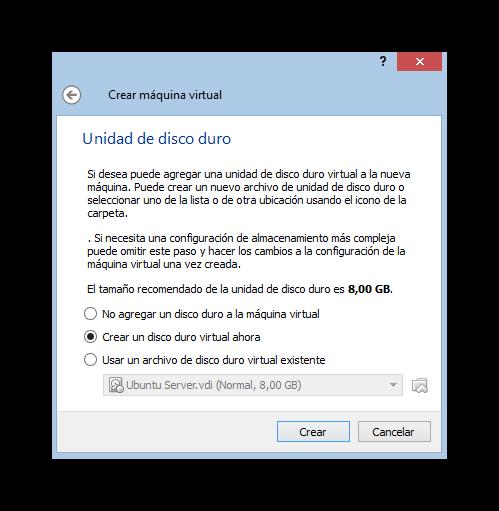 ?
Crear máquina virtual
Unidad de disco duro
Si desea puede agregar una unidad de disco duro virtual a la nueva
máquina. Puede crear un nuevo archivo de unidad de disco duro o
seleccionar uno de la lista o de otra ubicación usando el icono de la
carpeta.
. Si necesita una configuración de almacenamiento más compleja
puede omitir este paso y hacer los cambios a la configuración de la
máquina virtual una vez creada.
El tamaño recomendado de la unidad de disco duro es 8,00 GB.
No agregar un disco duro a la máquina virtual
Crear un disco duro virtual ahora
Usar un archivo de disco duro virtual existente
Ubuntu Server.vdi (Normal, 8,00 GB)
Crear Cancelar